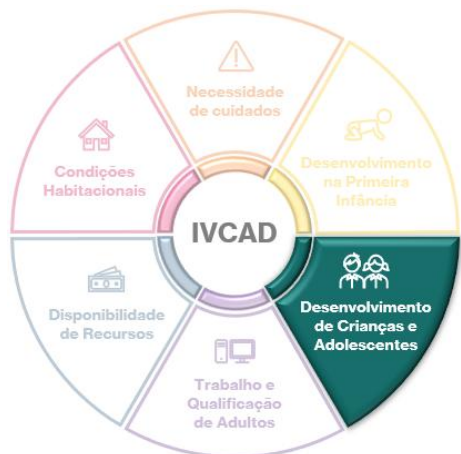 Necessidade
de cuidados
Desenvolvimento
na Primeira
Infância
Desenvolvimento
de Crianças e
Adolescentes
Trabalho e
Qualificação
de Adultos
Disponibilidade
de Recursos
Condições
Habitacionais
IVCAD